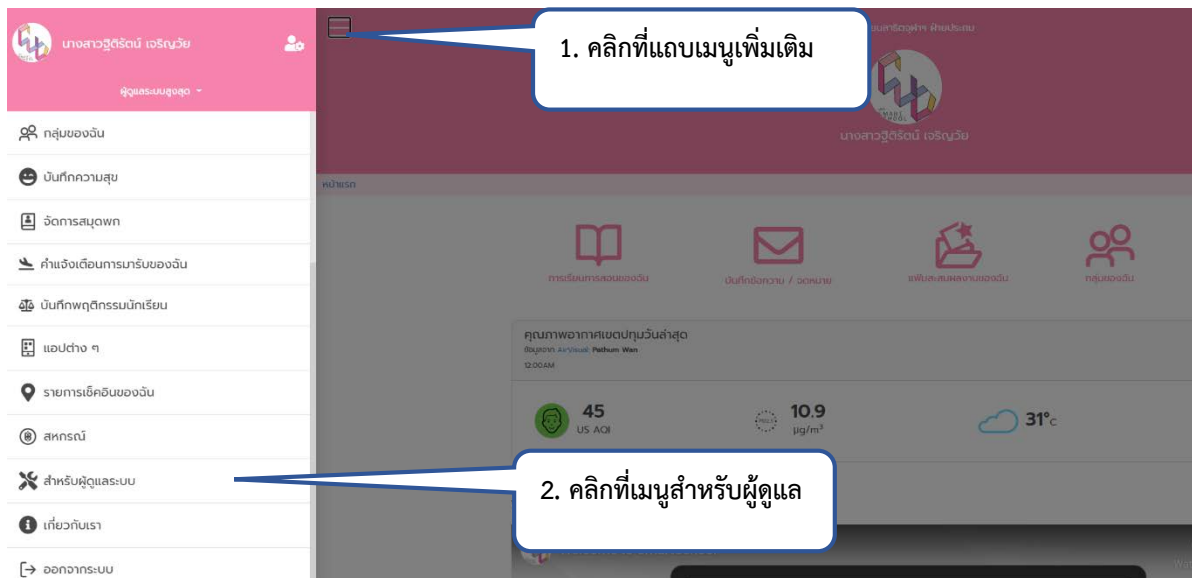 นางสาวฐิติรัตน์ เจริญวัย
ผู้ดูแลระบบสูงสุด
กลุ่มของฉัน
บันทึกความสุข
จัดการสมุดพก
คำแจ้งเตือนการมารับของฉัน
บันทึกพฤติกรรมนักเรียน
แอปต่าง ๆ
รายการเช็คอินของฉัน
สหกรณ์
สำหรับผู้ดูแลระบบ
เกี่ยวกับเรา
ออกจากระบบ
1. คลิกที่แถบเมนูเพิ่มเติม
ฝ่ายประถม
นางสาวฐิติรัตน์ เจริญวัย
หน้าแรก
การเรียนการสอนของฉัน
บันทึกข้อความ / จดหมาย
แฟ้มสะสมผลงานของฉัน
กลุ่มของฉัน
คุณภาพอากาศเขตปทุมวันล่าสุด
ข้อมูลจาก AirVisual: Pathum Wan
12:00AM
45
US AQI
10.9
µg/m³
31°c
2. คลิกที่เมนูสำหรับผู้ดูแล